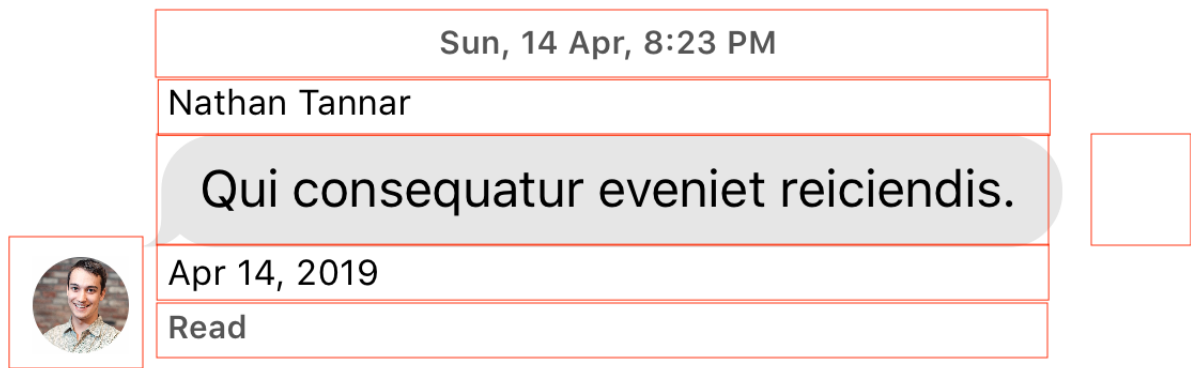 Sun, 14 Apr, 8:23 PM
Nathan Tannar
Qui consequatur eveniet reiciendis.
Apr 14, 2019
Read